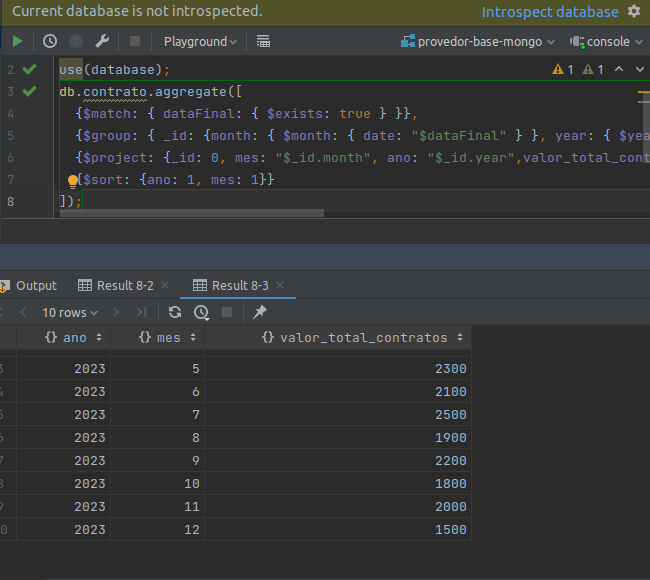 Current database is not introspected.
Introspect database
Playground
provedor-base-mongo
console
2 use(database);
1 1
3 db.contrato.aggregate([
4 {$match: { dataFinal: { $exists: true } }},
5 {$group: { _id: {month: { $month: { date: "$dataFinal" } }, year: { $yea
6 {$project: {_id: 0, mes: "$_id.month", ano: "$_id.year",valor_total_cont
7 {$sort: {ano: 1, mes: 1}}
8 ]);
Output
Result 8-2
Result 8-3
10 rows
{} ano {} mes {} valor_total_contratos
3 2023 5 2300
4 2023 6 2100
5 2023 7 2500
6 2023 8 1900
7 2023 9 2200
8 2023 10 1800
9 2023 11 2000
0 2023 12 1500